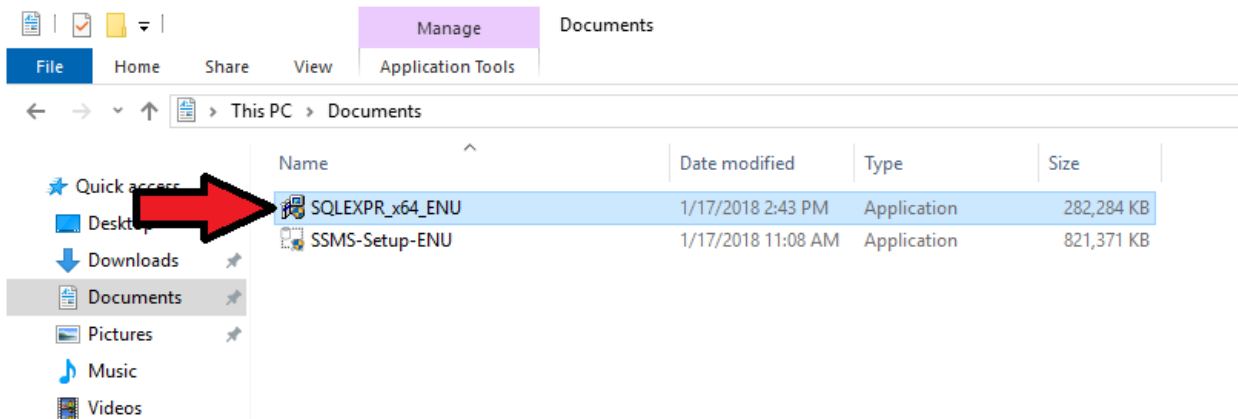 Manage Documents
File Home Share View Application Tools
This PC > Documents
Name Date modified Type Size
Quick access
SQLEXPR_x64_ENU 1/17/2018 2:43 PM Application 282,284 KB
Desktop
SSMS-Setup-ENU 1/17/2018 11:08 AM Application 821,371 KB
Downloads
Documents
Pictures
Music
Videos